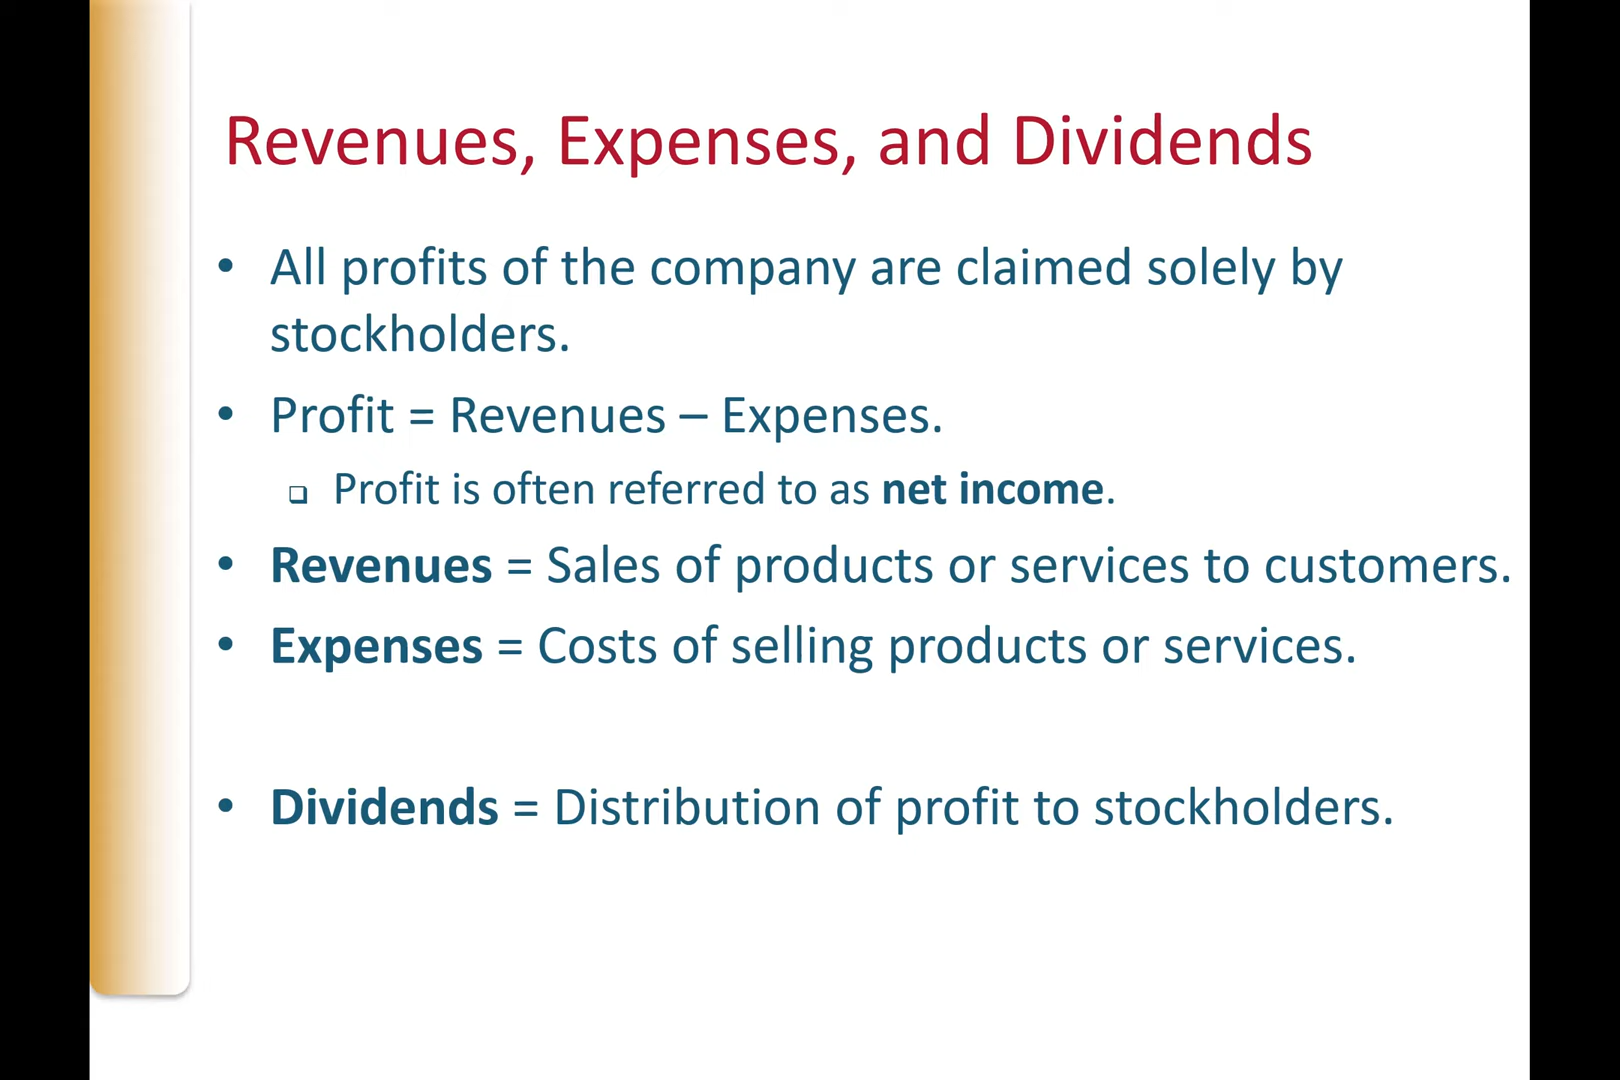 Revenues, Expenses, and Dividends
• All profits of the company are claimed solely by
stockholders.
• Profit = Revenues – Expenses.
❑ Profit is often referred to as net income.
• Revenues = Sales of products or services to customers.
• Expenses = Costs of selling products or services.
• Dividends = Distribution of profit to stockholders.